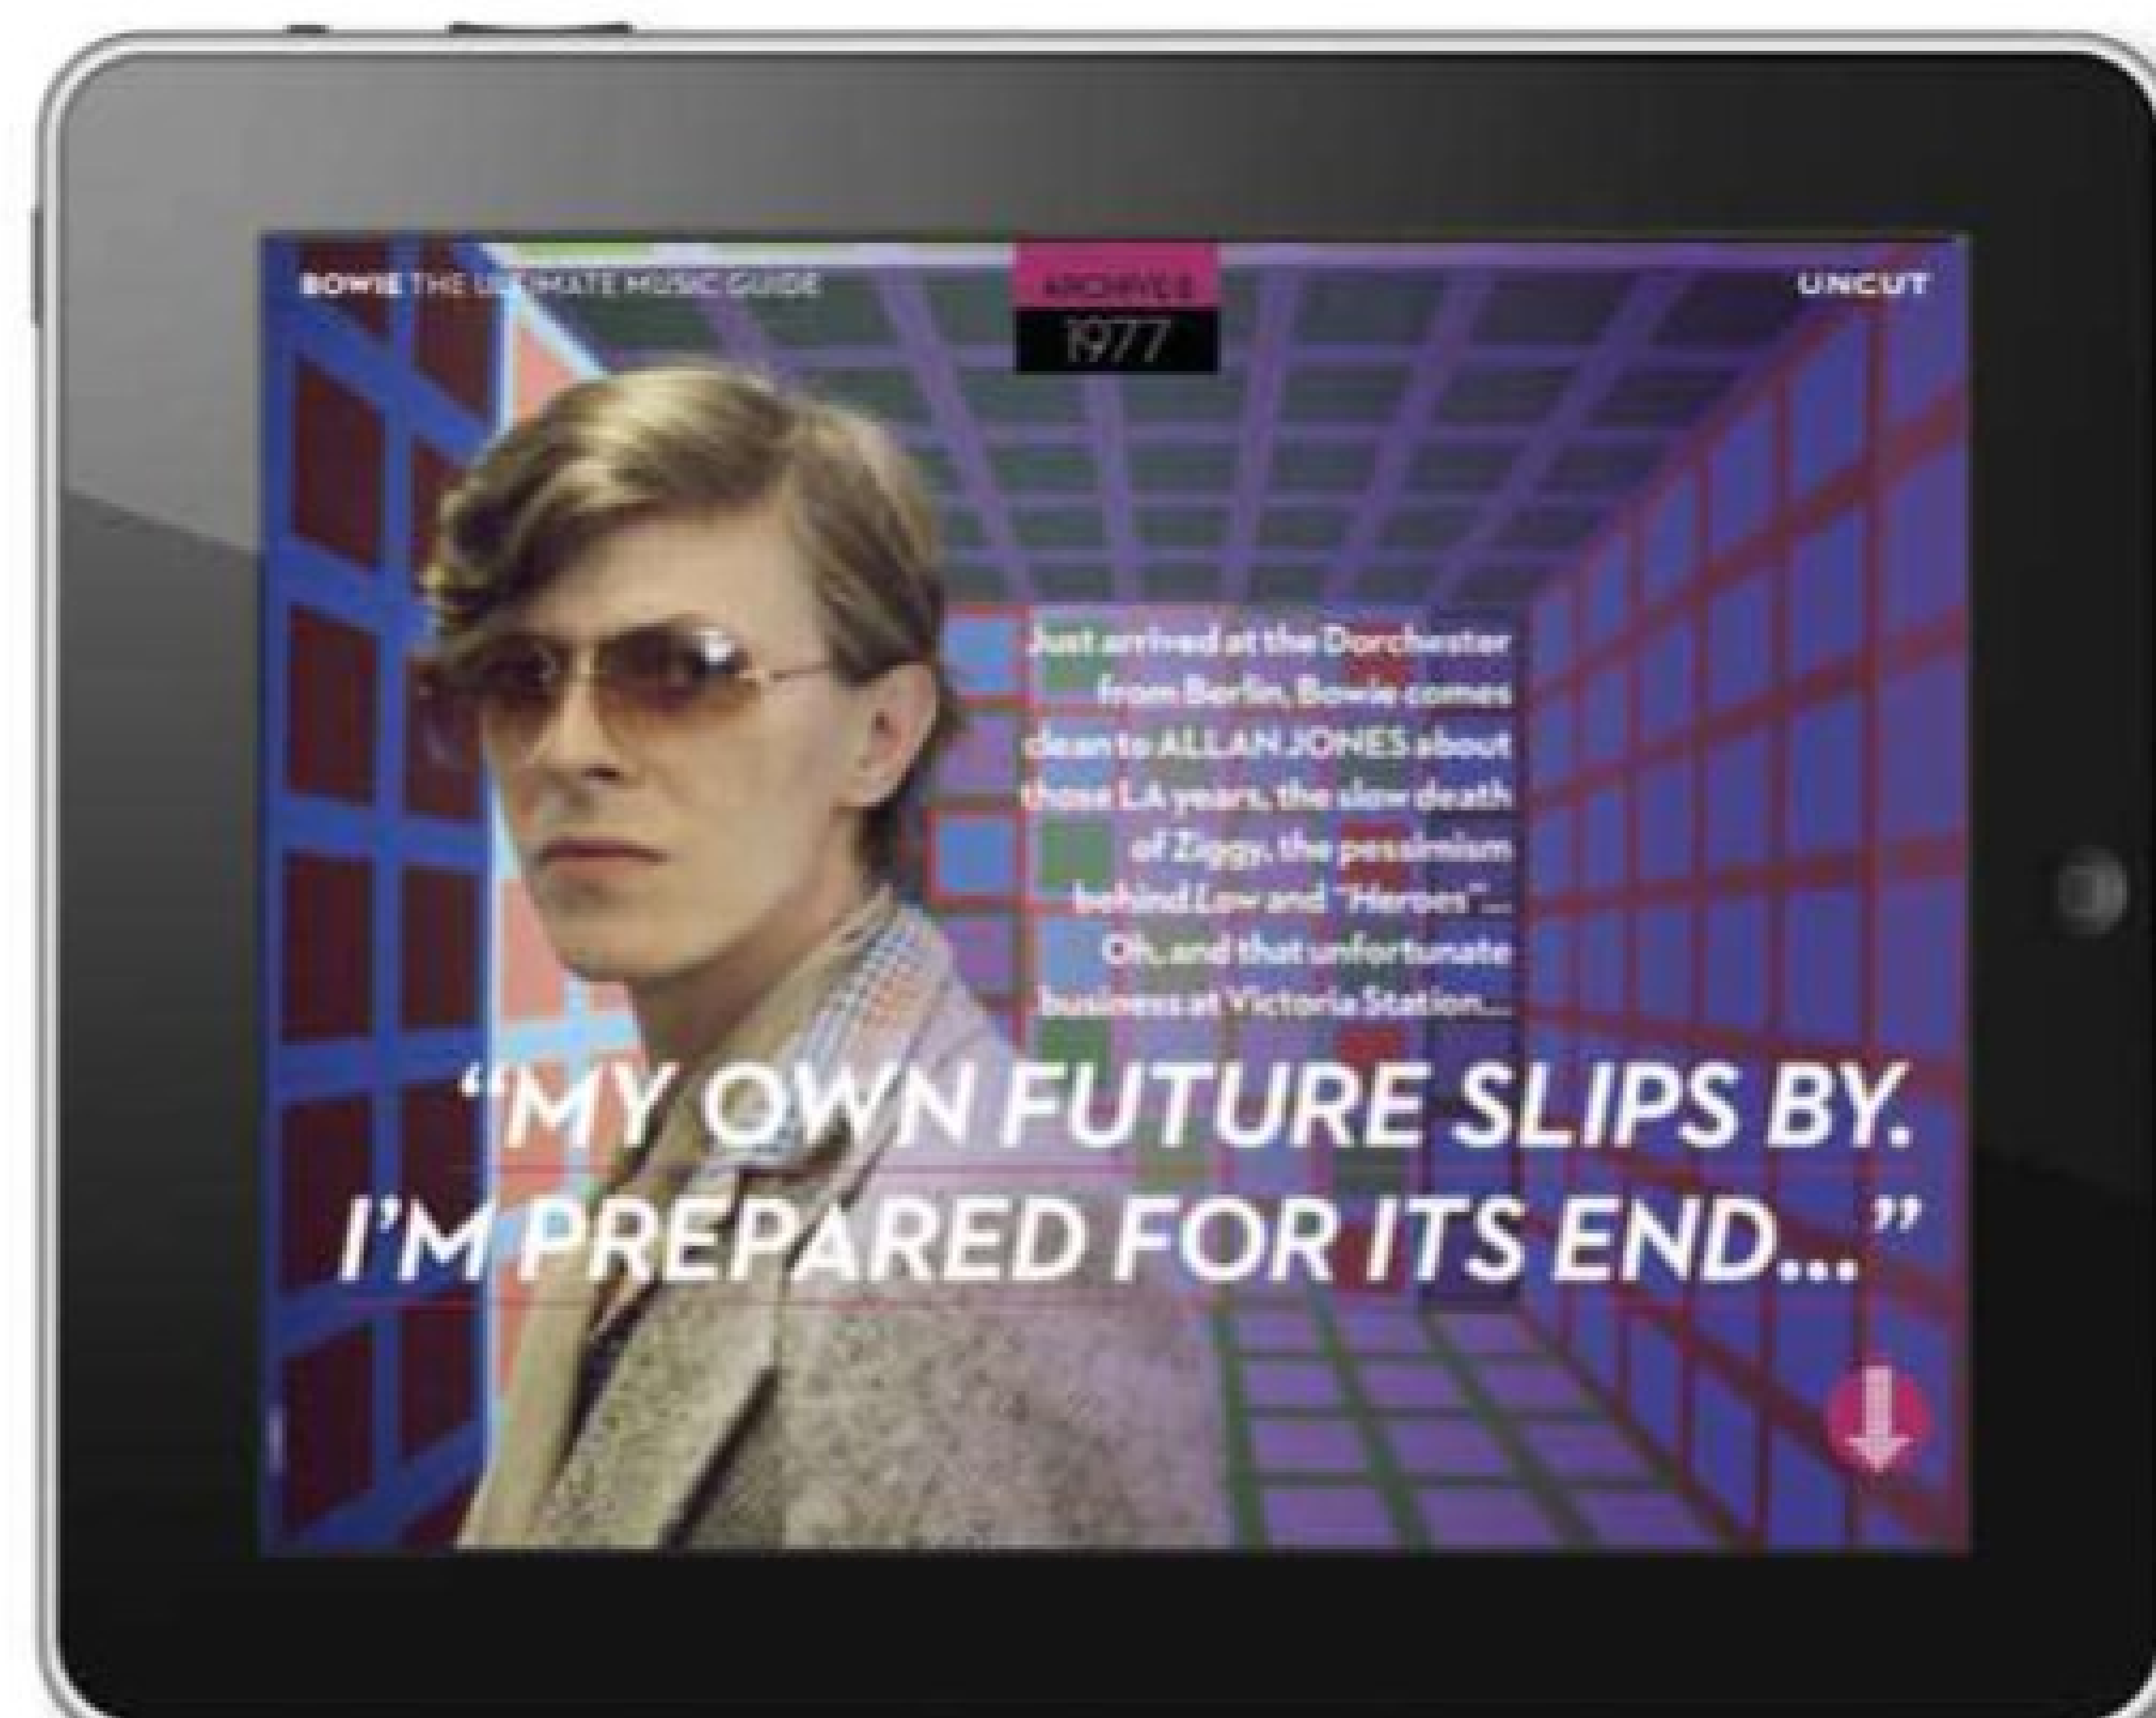 BOWIE THE ULTIMATE MUSIC GUIDE
ARCHIVES
1977
UNCUT
Just arrived at the Dorchester
from Berlin, Bowie comes
clean to ALLAN JONES about
those LA years, the slow death
of Ziggy, the pessimism
behind Low and "Heroes"...
Oh, and that unfortunate
business at Victoria Station...
“MY OWN FUTURE SLIPS BY.
I’M PREPARED FOR ITS END...”